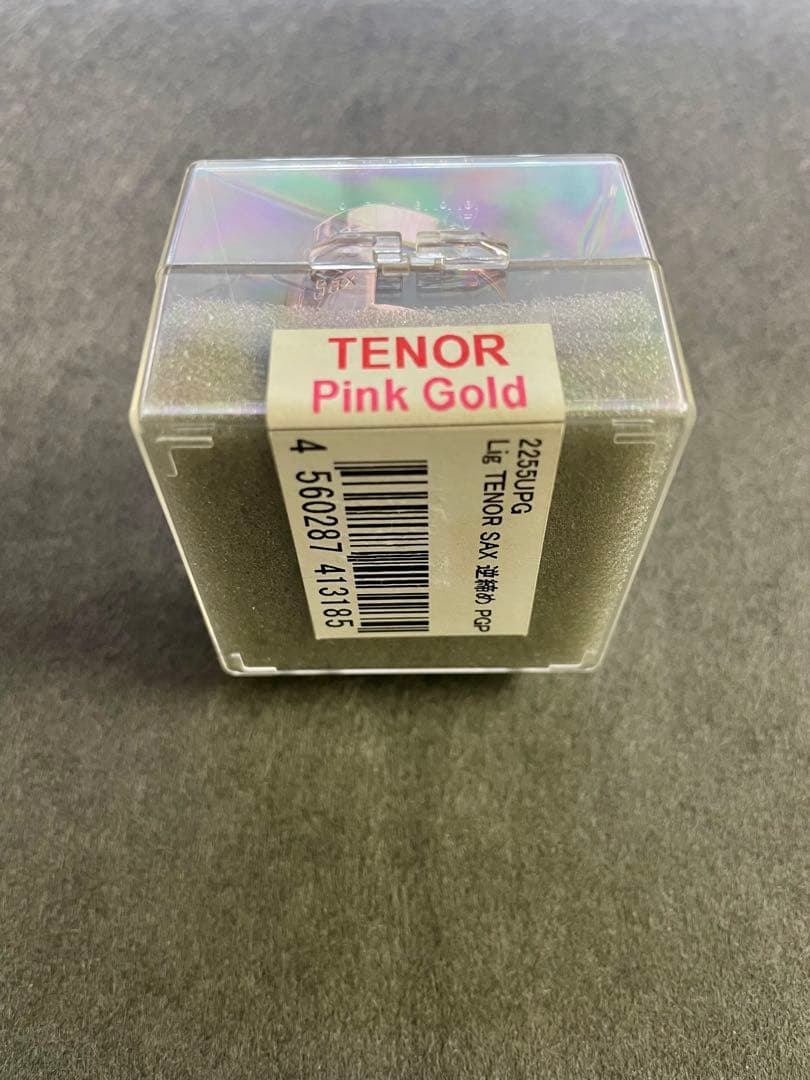 TENOR
Pink Gold
2255UPG
Lig TENOR SAX 逆締め PGP
4 560287 413185